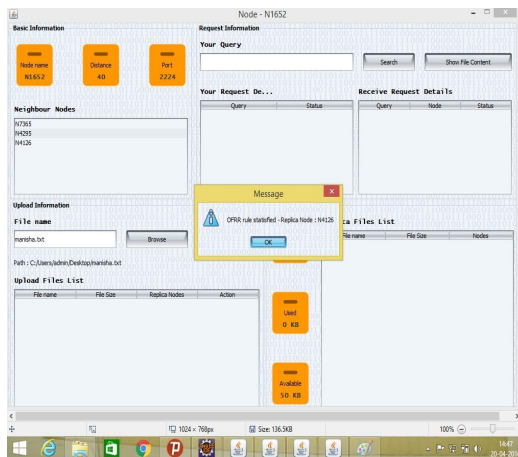 Node - N1652
Basic Information
Request Information
Node name
N1652
Distance
40
Port
2224
Your Query
Search
Show File Content
Neighbour Nodes
N7365
N4295
N4126
Your Request De...
Query Status
Receive Request Details
Query Node Status
Message
OFRR rule statisfied - Replica Node : N4126
OK
Upload Information
File name
manisha.txt
Browse
Path : C:/Users/admin/Desktop/manisha.txt
Upload Files List
File name File Size Replica Nodes Action
Used
0 KB
Available
50 KB
ca Files List
File name File Size Nodes
1024 × 768px
Size: 136.5KB
100%
14:47